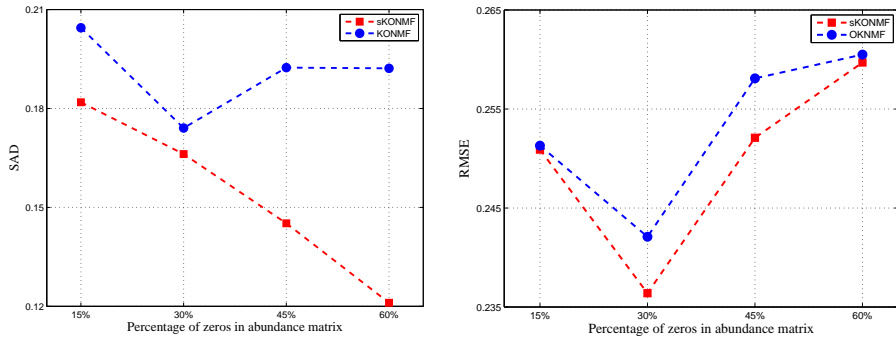 0.21
0.18
0.15
0.12
SAD
15%
30%
45%
60%
Percentage of zeros in abundance matrix
sKONMF
KONMF
0.265
0.255
0.245
0.235
RMSE
15%
30%
45%
60%
Percentage of zeros in abundance matrix
sKONMF
OKNMF